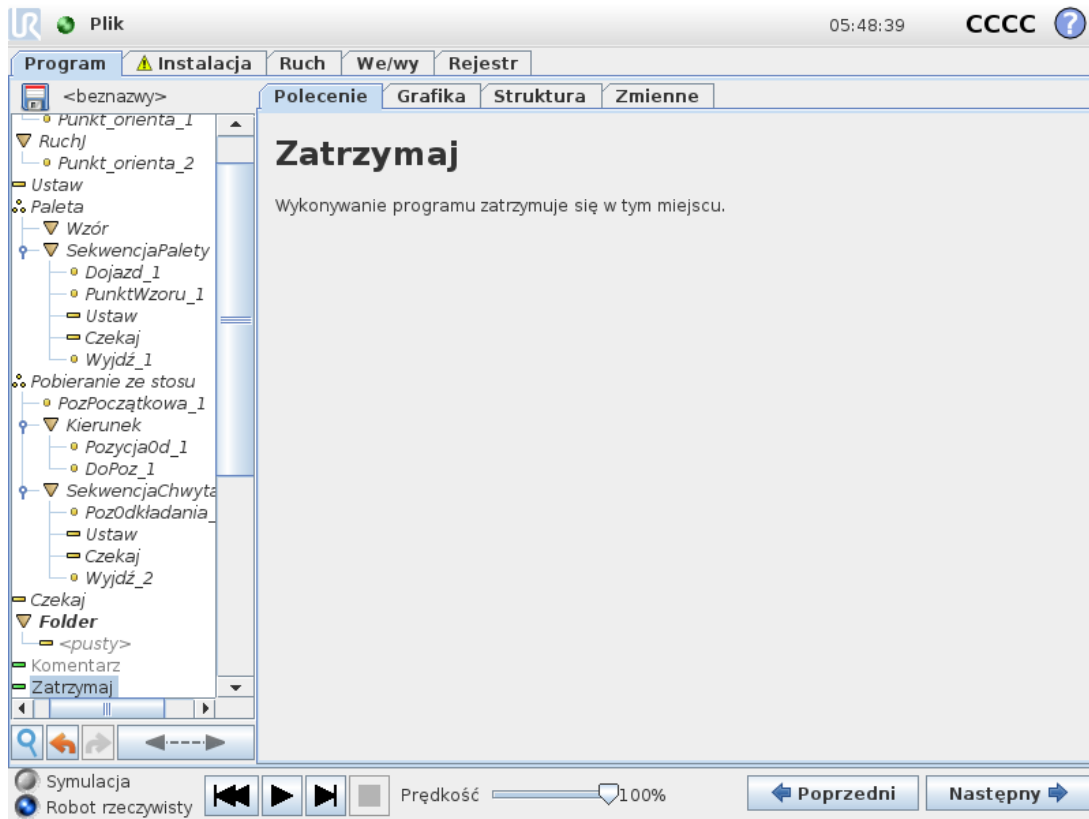 UR Plik 05:48:39 CCCC ?
Program Instalacja Ruch We/wy Rejestr
<beznazwy> Polecenie Grafika Struktura Zmienne
Punkt_orienta_1
RuchJ
Punkt_orienta_2
Ustaw
Paleta
Wzór
SekwencjaPalety
Dojazd_1
PunktWzoru_1
Ustaw
Czekaj
Wyjdź_1
Pobieranie ze stosu
PozPoczątkowa_1
Kierunek
PozycjaOd_1
DoPoz_1
SekwencjaChwyta
PozOdkładania_
Ustaw
Czekaj
Wyjdź_2
Czekaj
Folder
<pusty>
Komentarz
Zatrzymaj
Zatrzymaj
Wykonywanie programu zatrzymuje się w tym miejscu.
Symulacja
Robot rzeczywisty
Prędkość 100%
Poprzedni Następny